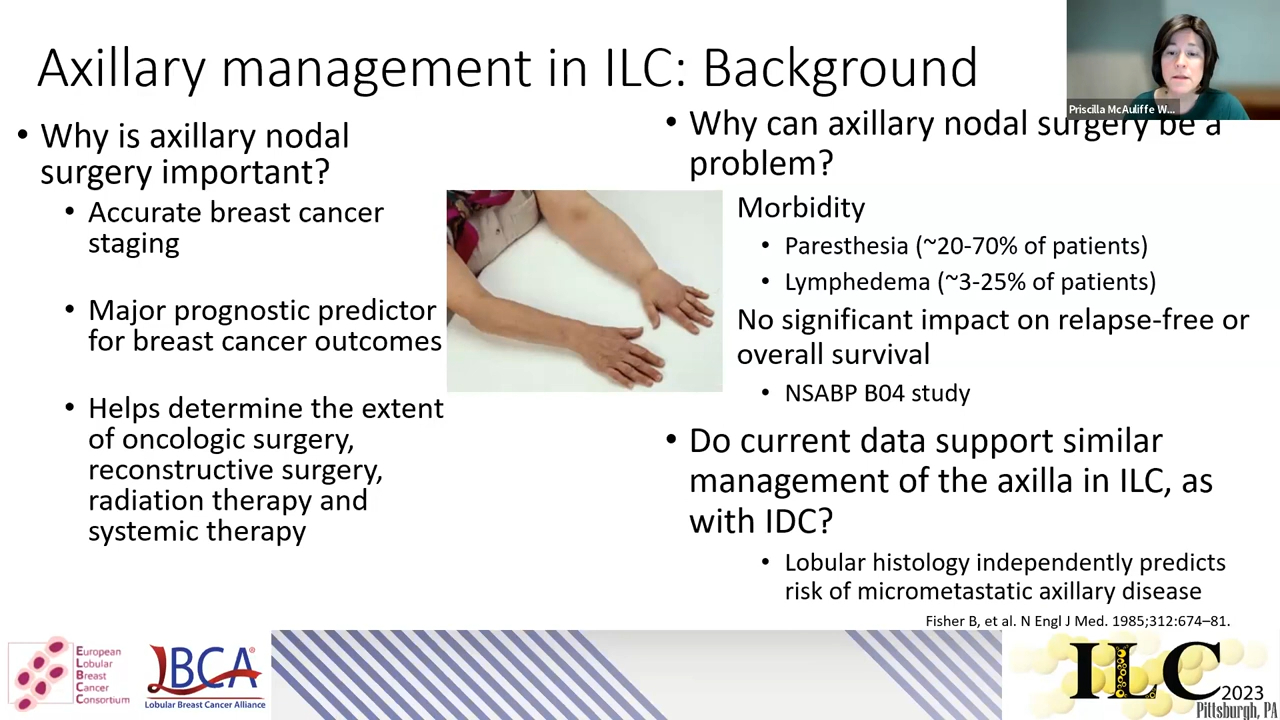 Axillary management in ILC: Background
Priscilla McAuliffe W...
• Why is axillary nodal
surgery important?
• Accurate breast cancer
staging
• Major prognostic predictor
for breast cancer outcomes
• Helps determine the extent
of oncologic surgery,
reconstructive surgery,
radiation therapy and
systemic therapy
• Why can axillary nodal surgery be a
problem?
Morbidity
• Paresthesia (~20-70% of patients)
• Lymphedema (~3-25% of patients)
No significant impact on relapse-free or
overall survival
• NSABP B04 study
• Do current data support similar
management of the axilla in ILC, as
with IDC?
• Lobular histology independently predicts
risk of micrometastatic axillary disease
Fisher B, et al. N Engl J Med. 1985;312:674–81.
European
Lobular
Breast
Cancer
Consortium
LBCA®
Lobular Breast Cancer Alliance
ILC
2023
Pittsburgh, PA